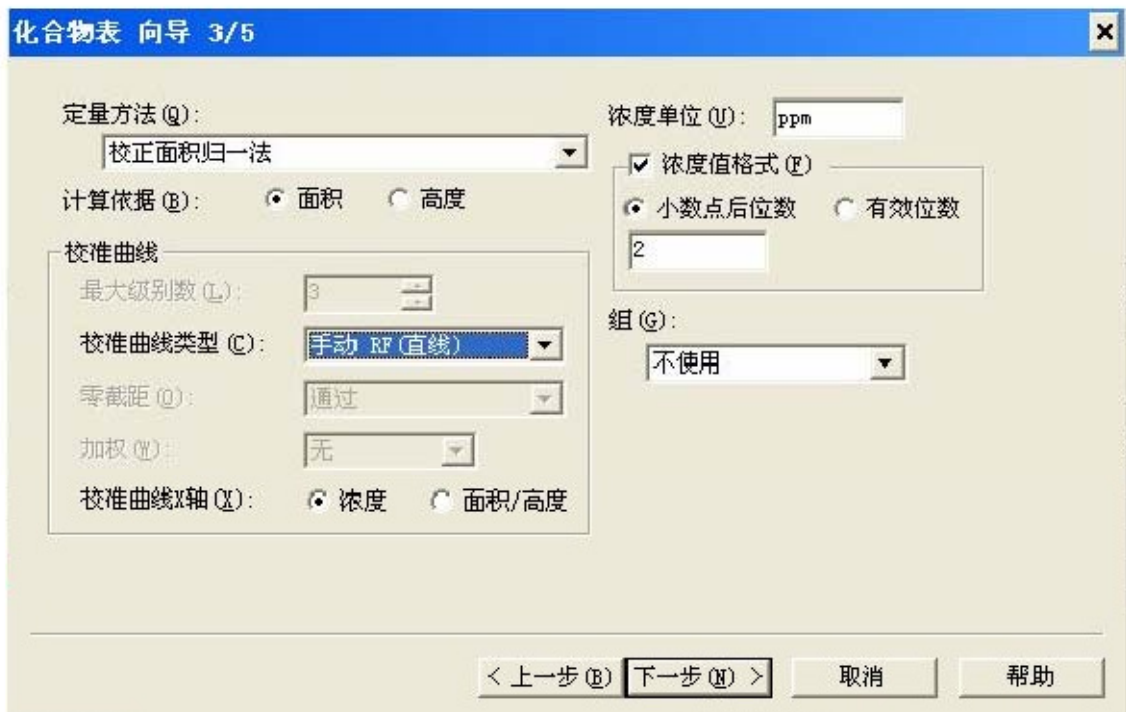 化合物表 向导 3/5
定量方法(Q):
校正面积归一法
计算依据(B): 面积 高度
校准曲线
最大级别数(L): 3
校准曲线类型(C): 手动 RF(直线)
零截距(O): 通过
加权(W): 无
校准曲线X轴(X): 浓度 面积/高度
浓度单位(U): ppm
浓度值格式(F)
小数点后位数 有效位数
2
组(G):
不使用
< 上一步(B) 下一步(N) > 取消 帮助